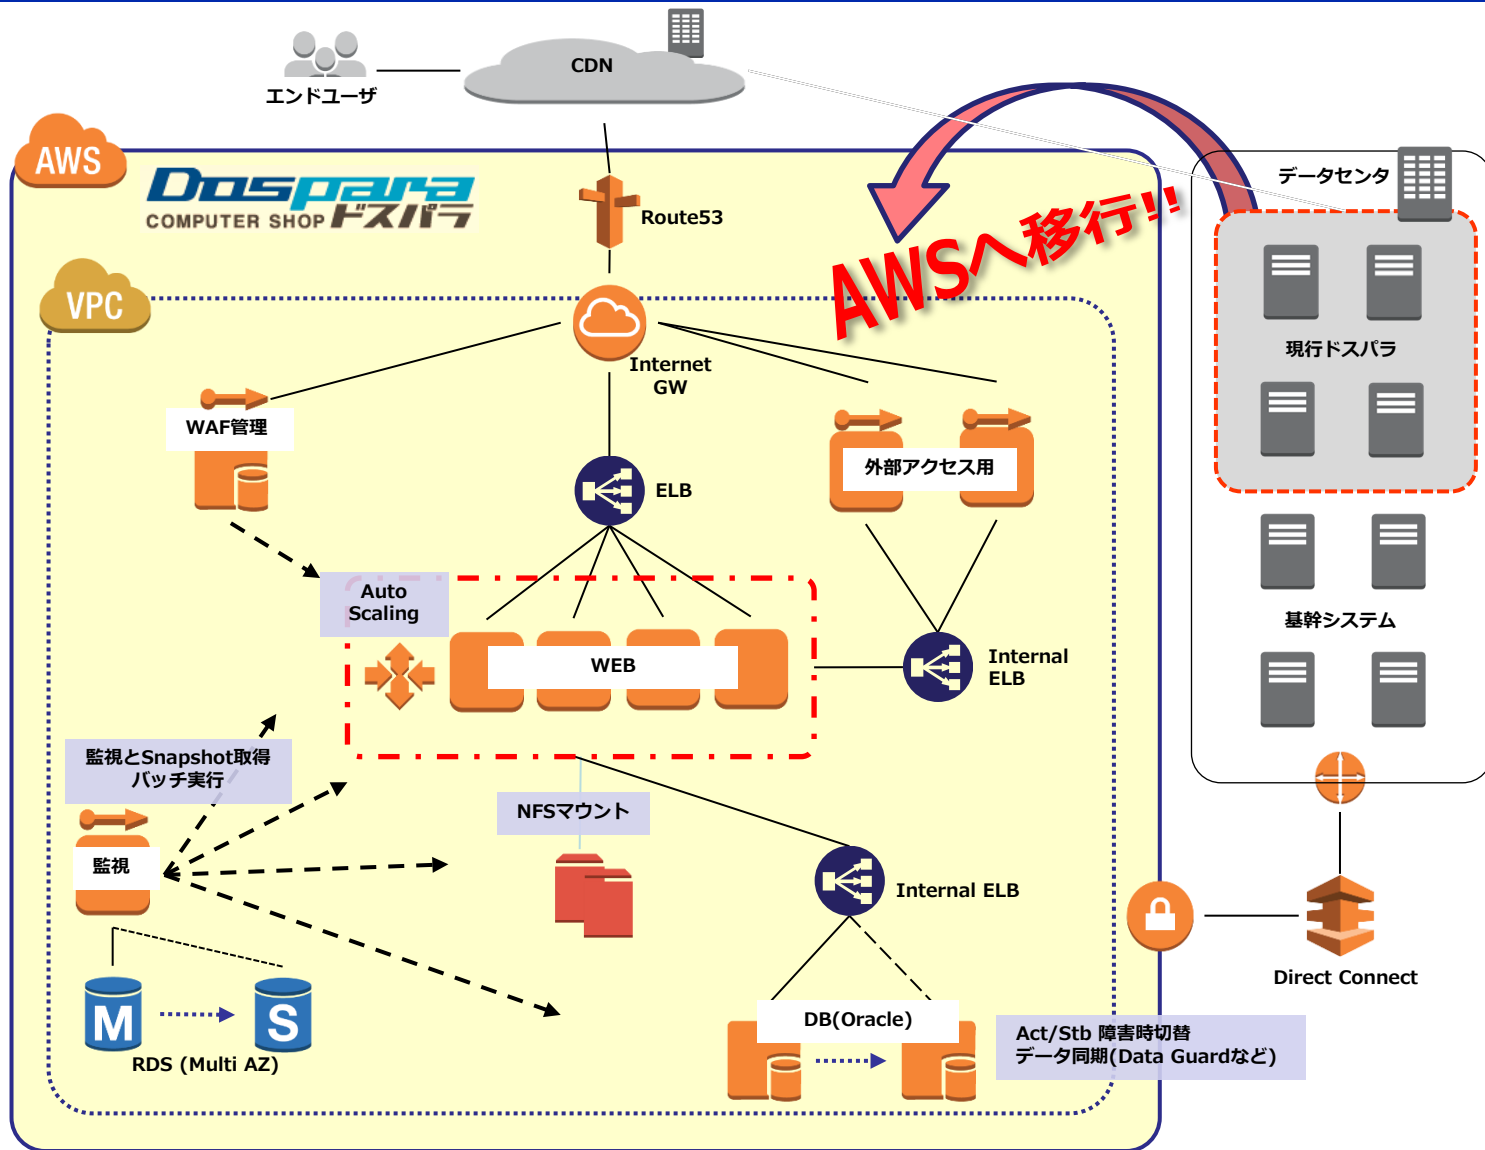 CDN
エンドユーザ
AWS
Dospara
COMPUTER SHOP ドスパラ
Route53
AWSへ移行!!
データセンタ
VPC
Internet
GW
現行ドスパラ
WAF管理
外部アクセス用
ELB
Auto
Scaling
WEB
Internal
ELB
基幹システム
監視とSnapshot取得
バッチ実行
NFSマウント
監視
Internal ELB
Direct Connect
M
S
RDS (Multi AZ)
DB(Oracle)
Act/Stb 障害時切替
データ同期(Data Guardなど)